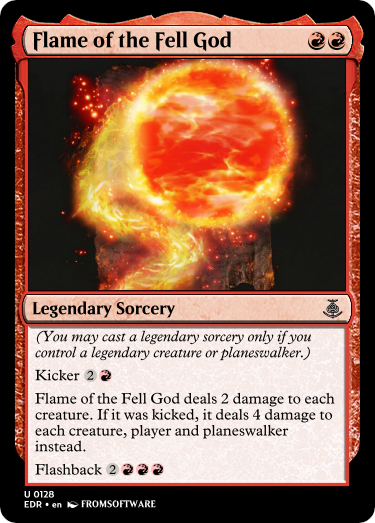 Flame of the Fell God
Legendary Sorcery
(You may cast a legendary sorcery only if you
control a legendary creature or planeswalker.)
Kicker 2
Flame of the Fell God deals 2 damage to each
creature. If it was kicked, it deals 4 damage to
each creature, player and planeswalker
instead.
Flashback 2
U 0128
EDR • en FROMSOFTWARE